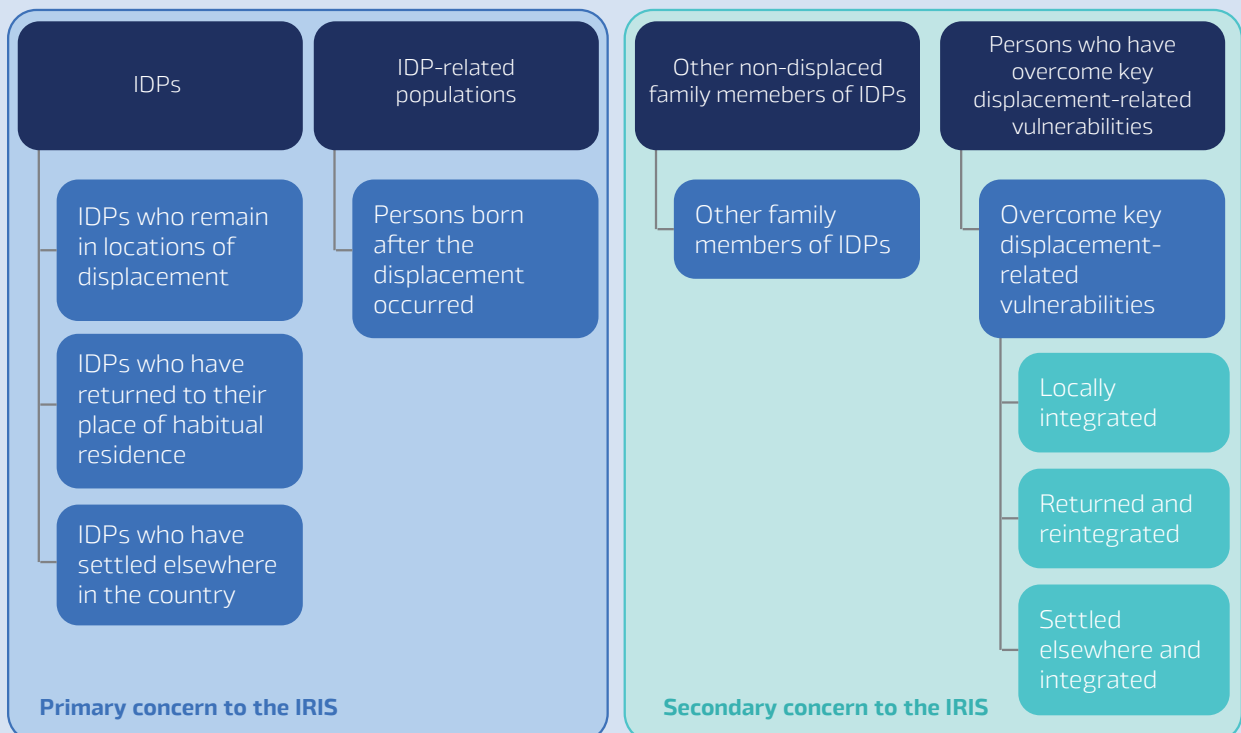 IDPs
IDPs who remain
in locations of
displacement
IDPs who have
returned to their
place of habitual
residence
IDPs who have
settled elsewhere
in the country
IDP-related
populations
Persons born
after the
displacement
occurred
Primary concern to the IRIS
Other non-displaced
family memebers of IDPs
Other family
members of IDPs
Persons who have
overcome key
displacement-related
vulnerabilities
Overcome key
displacement-
related
vulnerabilities
Locally
integrated
Returned and
reintegrated
Settled
elsewhere and
integrated
Secondary concern to the IRIS